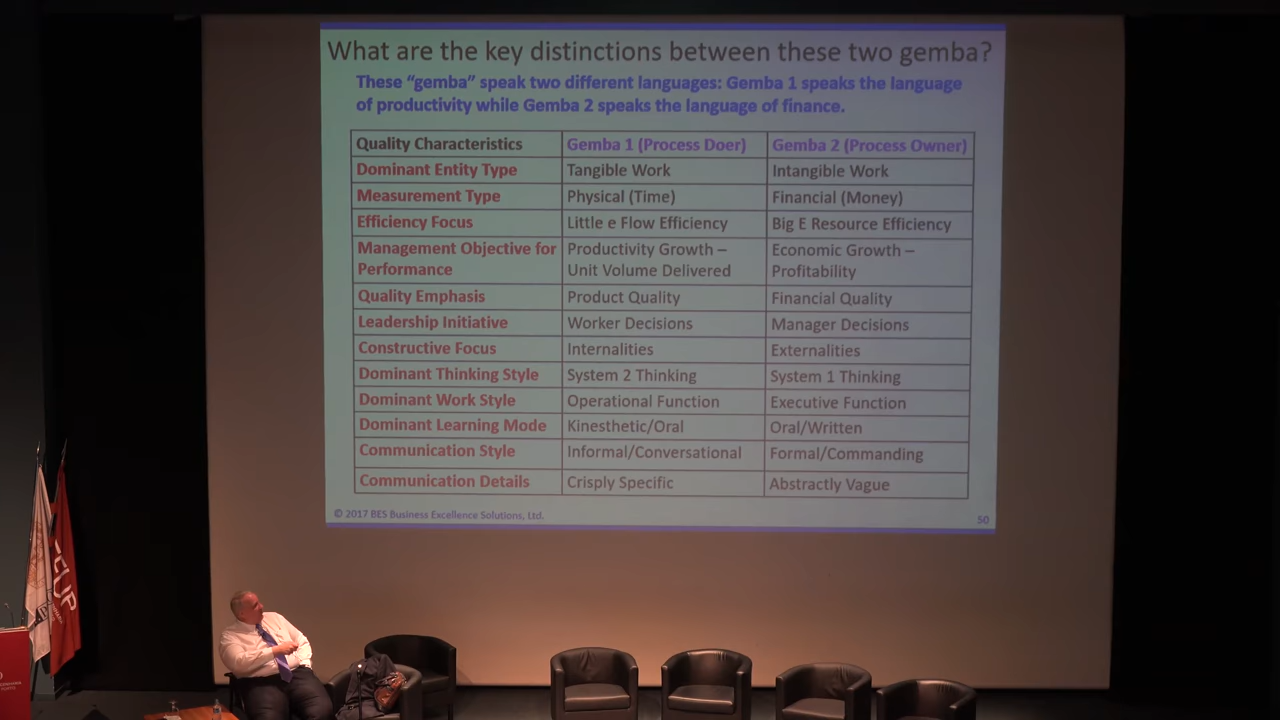 What are the key distinctions between these two gemba?
These “gemba” speak two different languages: Gemba 1 speaks the language
of productivity while Gemba 2 speaks the language of finance.
Quality Characteristics Gemba 1 (Process Doer) Gemba 2 (Process Owner)
Dominant Entity Type Tangible Work Intangible Work
Measurement Type Physical (Time) Financial (Money)
Efficiency Focus Little e Flow Efficiency Big E Resource Efficiency
Management Objective for Productivity Growth – Economic Growth –
Performance Unit Volume Delivered Profitability
Quality Emphasis Product Quality Financial Quality
Leadership Initiative Worker Decisions Manager Decisions
Constructive Focus Internalities Externalities
Dominant Thinking Style System 2 Thinking System 1 Thinking
Dominant Work Style Operational Function Executive Function
Dominant Learning Mode Kinesthetic/Oral Oral/Written
Communication Style Informal/Conversational Formal/Commanding
Communication Details Crisply Specific Abstractly Vague
© 2017 BES Business Excellence Solutions, Ltd.
50